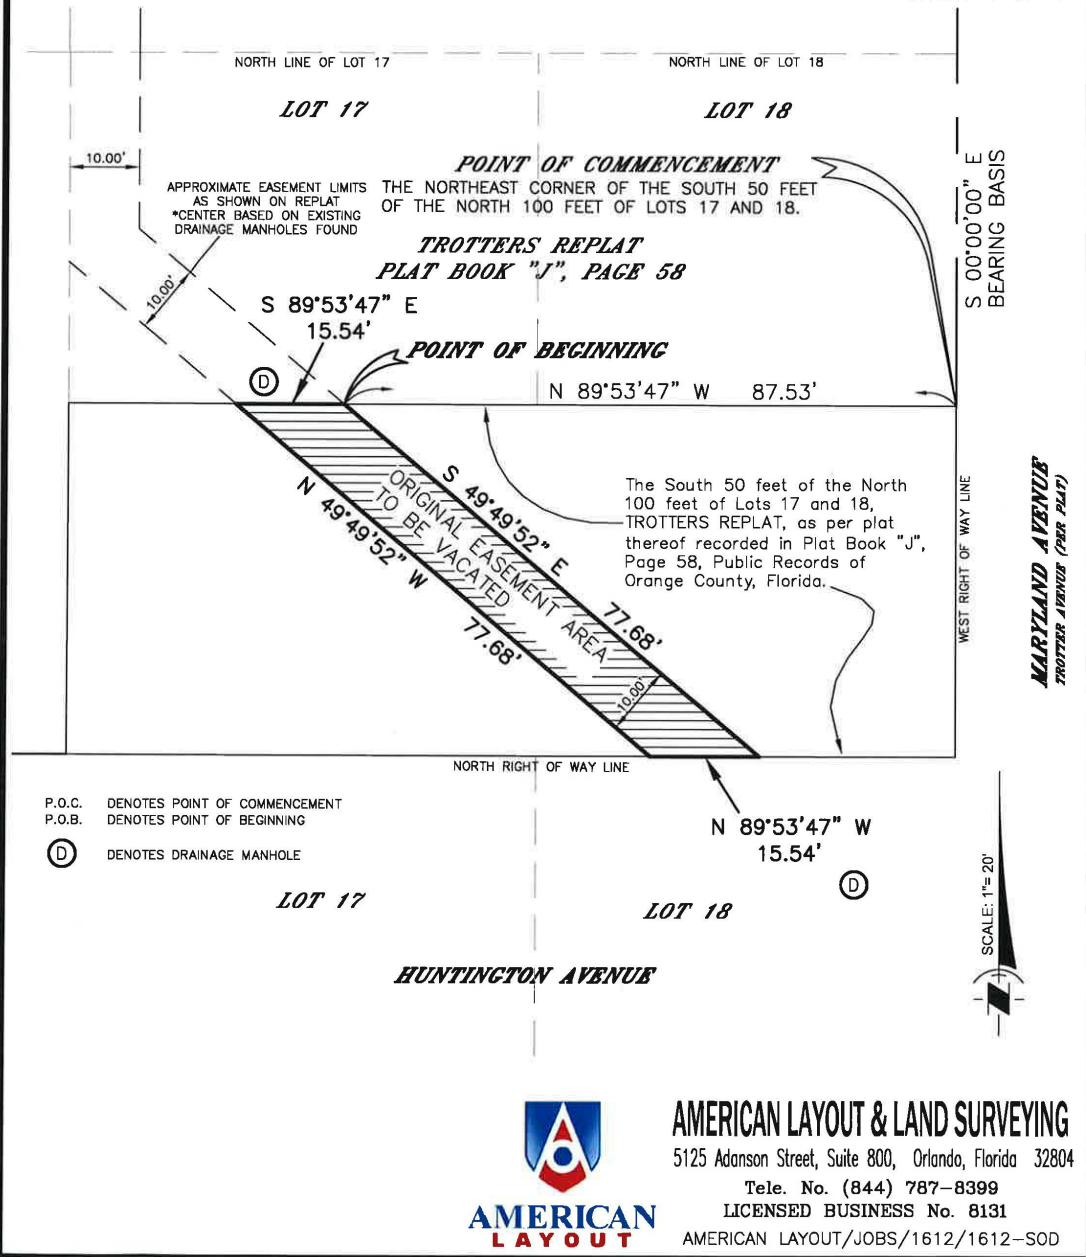 NORTH LINE OF LOT 17
NORTH LINE OF LOT 18
LOT 17
LOT 18
10.00'
POINT OF COMMENCEMENT
THE NORTHEAST CORNER OF THE SOUTH 50 FEET
OF THE NORTH 100 FEET OF LOTS 17 AND 18.
APPROXIMATE EASEMENT LIMITS
AS SHOWN ON REPLAT
*CENTER BASED ON EXISTING
DRAINAGE MANHOLES FOUND
S 00°00'00" E
BEARING BASIS
TROTTERS REPLAT
PLAT BOOK "J", PAGE 58
10.00'
S 89°53'47" E
15.54'
POINT OF BEGINNING
D
N 89°53'47" W 87.53'
ORIGINAL EASEMENT AREA
TO BE VACATED
S 49°49'52" E
77.68'
N 49°49'52" W
77.68'
10.00'
The South 50 feet of the North
100 feet of Lots 17 and 18,
TROTTERS REPLAT, as per plat
thereof recorded in Plat Book "J",
Page 58, Public Records of
Orange County, Florida.
WEST RIGHT OF WAY LINE
MARYLAND AVENUE
TROTTER AVENUE (PER PLAT)
NORTH RIGHT OF WAY LINE
P.O.C. DENOTES POINT OF COMMENCEMENT
P.O.B. DENOTES POINT OF BEGINNING
D DENOTES DRAINAGE MANHOLE
N 89°53'47" W
15.54'
D
LOT 17
LOT 18
HUNTINGTON AVENUE
SCALE: 1"= 20'
N
AMERICAN
LAYOUT
AMERICAN LAYOUT & LAND SURVEYING
5125 Adanson Street, Suite 800, Orlando, Florida 32804
Tele. No. (844) 787-8399
LICENSED BUSINESS No. 8131
AMERICAN LAYOUT/JOBS/1612/1612-SOD